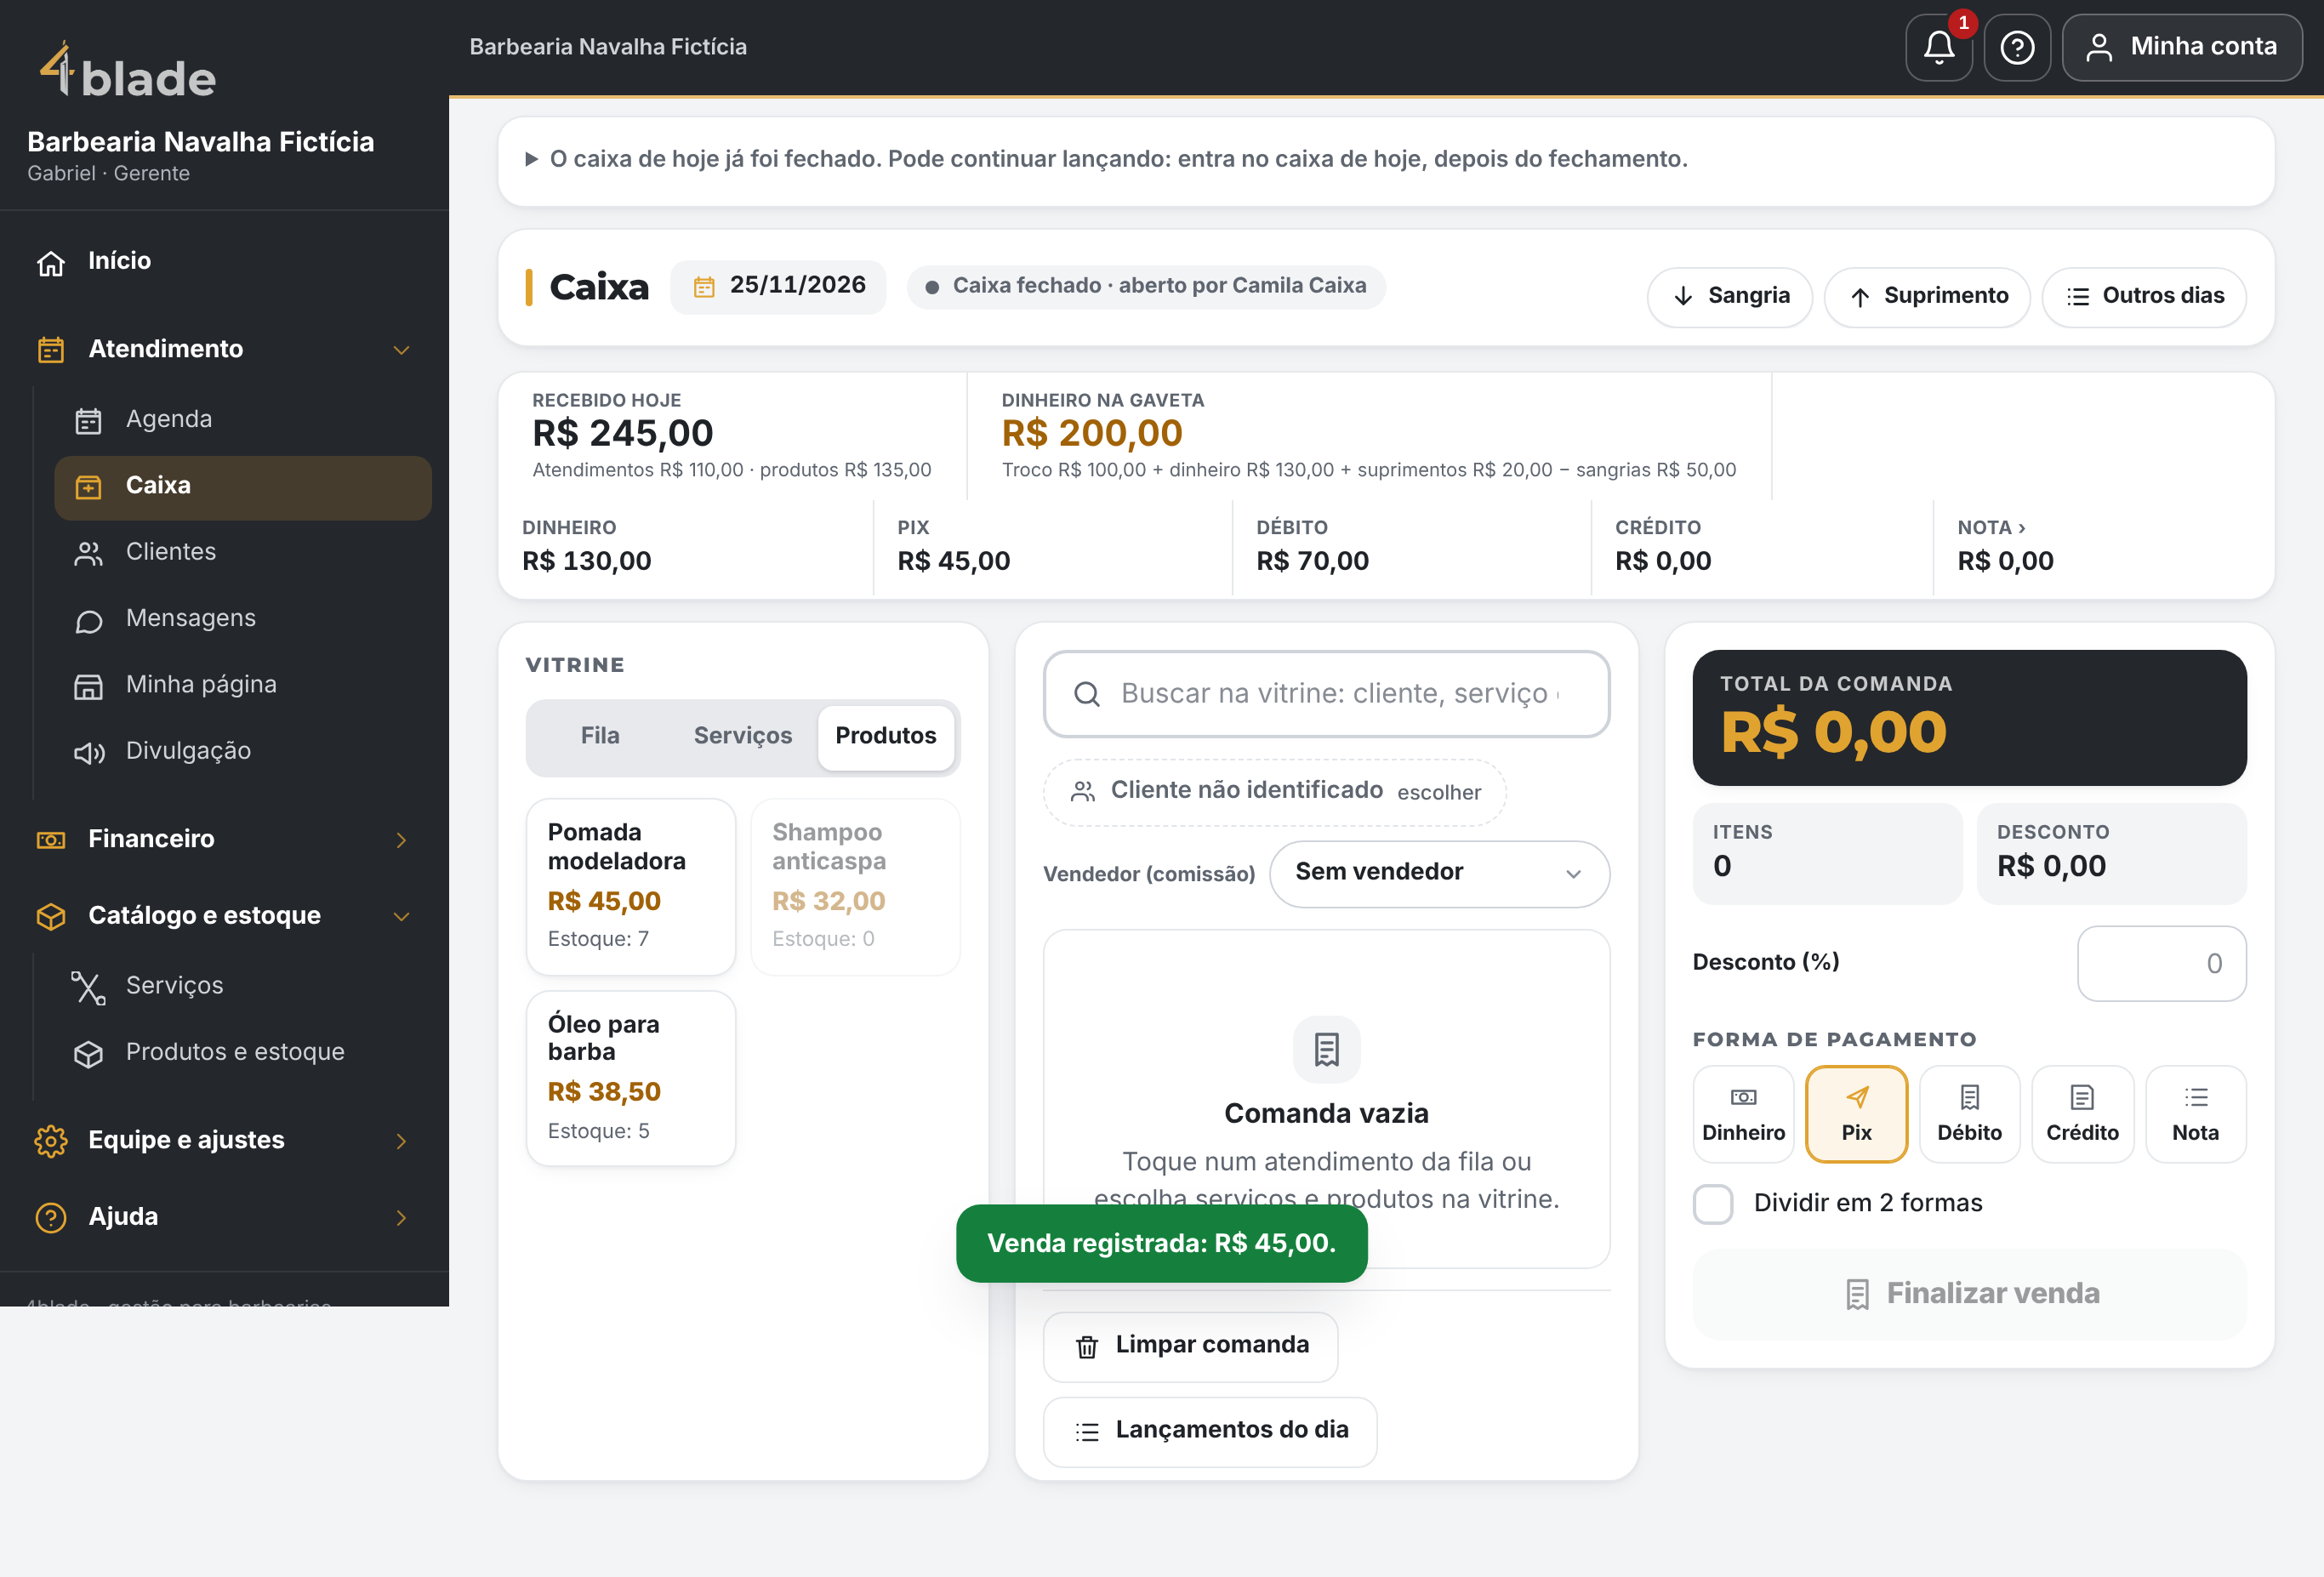 4blade
Barbearia Navalha Fictícia
Gabriel · Gerente
Início
Atendimento
Agenda
Caixa
Clientes
Mensagens
Minha página
Divulgação
Financeiro
Catálogo e estoque
Serviços
Produtos e estoque
Equipe e ajustes
Ajuda
4blade · gestão para barbearias
Barbearia Navalha Fictícia
1
Minha conta
O caixa de hoje já foi fechado. Pode continuar lançando: entra no caixa de hoje, depois do fechamento.
Caixa
25/11/2026
Caixa fechado · aberto por Camila Caixa
Sangria
Suprimento
Outros dias
RECEBIDO HOJE
R$ 245,00
Atendimentos R$ 110,00 · produtos R$ 135,00
DINHEIRO NA GAVETA
R$ 200,00
Troco R$ 100,00 + dinheiro R$ 130,00 + suprimentos R$ 20,00 − sangrias R$ 50,00
DINHEIRO
R$ 130,00
PIX
R$ 45,00
DÉBITO
R$ 70,00
CRÉDITO
R$ 0,00
NOTA ›
R$ 0,00
VITRINE
Fila
Serviços
Produtos
Pomada
modeladora
R$ 45,00
Estoque: 7
Shampoo
anticaspa
R$ 32,00
Estoque: 0
Óleo para
barba
R$ 38,50
Estoque: 5
Buscar na vitrine: cliente, serviço
Cliente não identificado escolher
Vendedor (comissão)
Sem vendedor
Comanda vazia
Toque num atendimento da fila ou
escolha serviços e produtos na vitrine.
Venda registrada: R$ 45,00.
Limpar comanda
Lançamentos do dia
TOTAL DA COMANDA
R$ 0,00
ITENS
0
DESCONTO
R$ 0,00
Desconto (%)
0
FORMA DE PAGAMENTO
Dinheiro
Pix
Débito
Crédito
Nota
Dividir em 2 formas
Finalizar venda